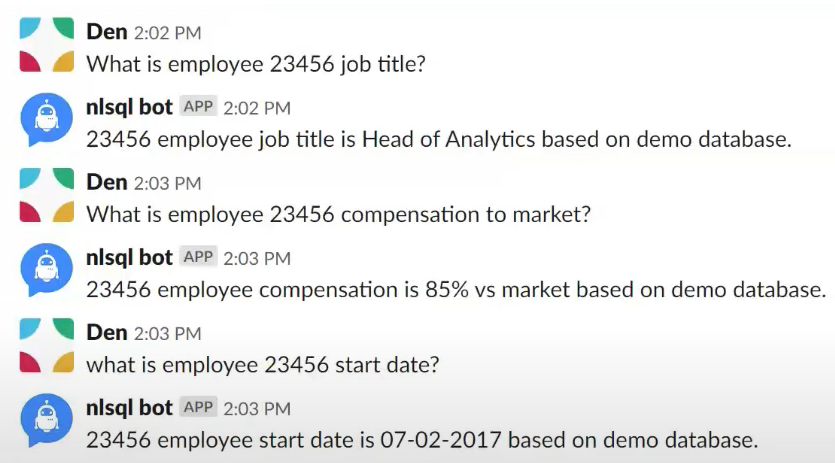 Den 2:02 PM
What is employee 23456 job title?
nlsql bot APP 2:02 PM
23456 employee job title is Head of Analytics based on demo database.
Den 2:03 PM
What is employee 23456 compensation to market?
nlsql bot APP 2:03 PM
23456 employee compensation is 85% vs market based on demo database.
Den 2:03 PM
what is employee 23456 start date?
nlsql bot APP 2:03 PM
23456 employee start date is 07-02-2017 based on demo database.